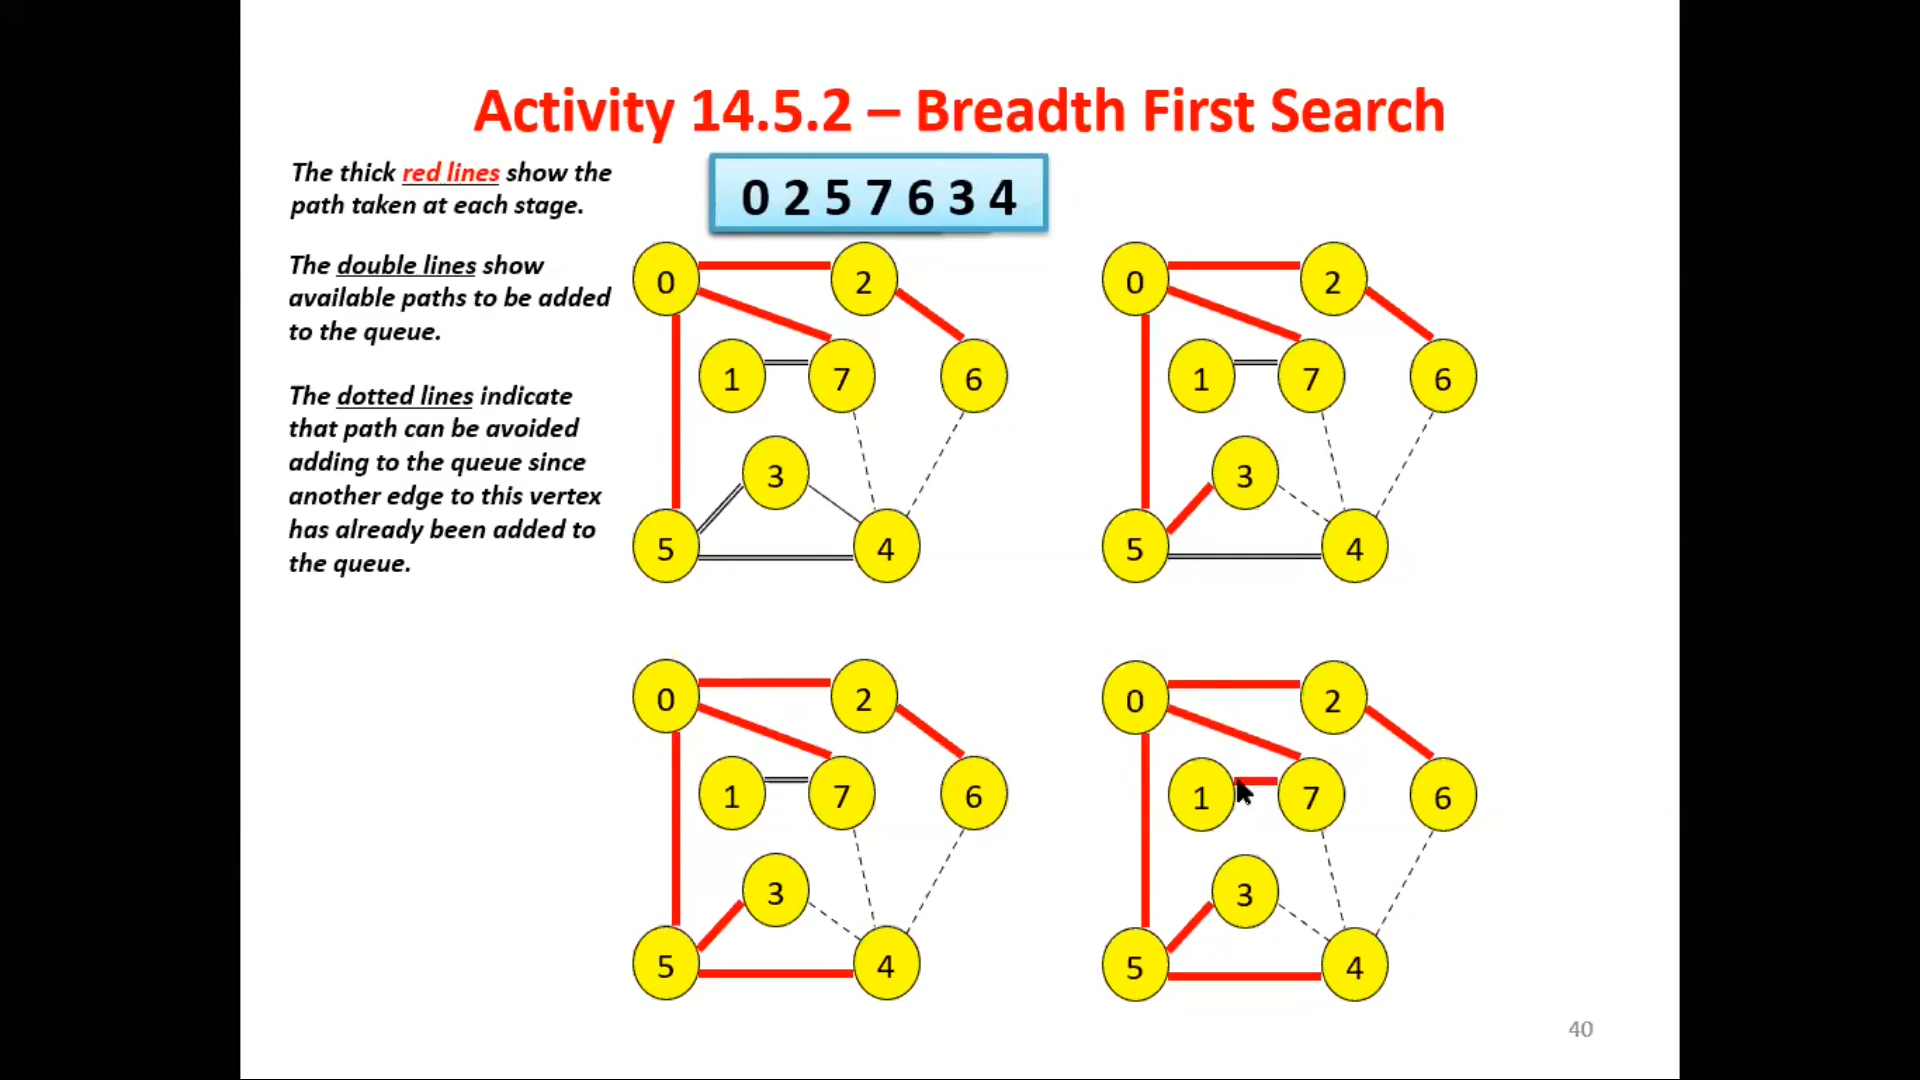 Activity 14.5.2 – Breadth First Search
The thick red lines show the
path taken at each stage.
0 2 5 7 6 3 4
The double lines show
available paths to be added
to the queue.
The dotted lines indicate
that path can be avoided
adding to the queue since
another edge to this vertex
has already been added to
the queue.
0 2
1 7 6
3
5 4
0 2
1 7 6
3
5 4
0 2
1 7 6
3
5 4
0 2
1 7 6
3
5 4
40